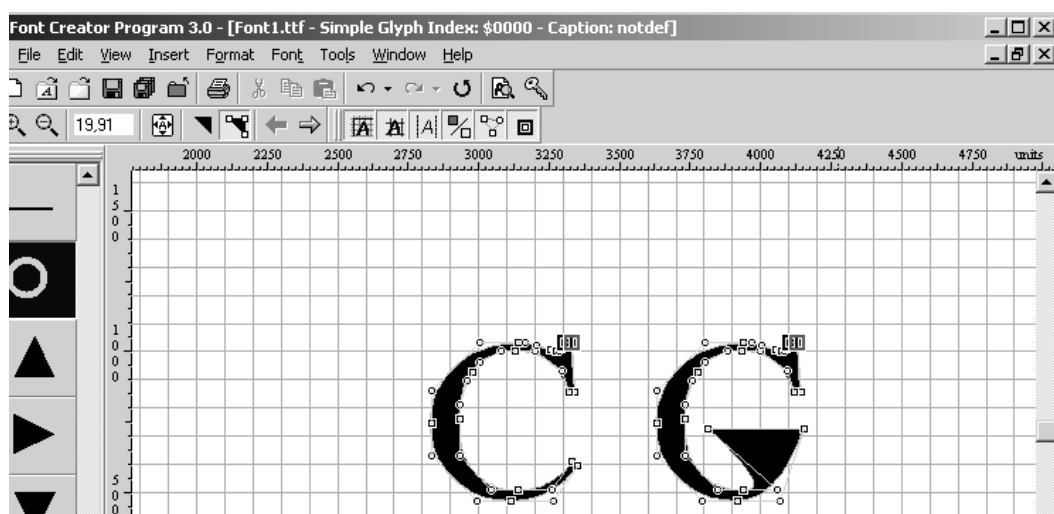 Font Creator Program 3.0 - [Font1.ttf - Simple Glyph Index: $0000 - Caption: notdef]
File Edit View Insert Format Font Tools Window Help
19,91
2000 2250 2500 2750 3000 3250 3500 3750 4000 4250 4500 4750 units
1500
1000
500
C G